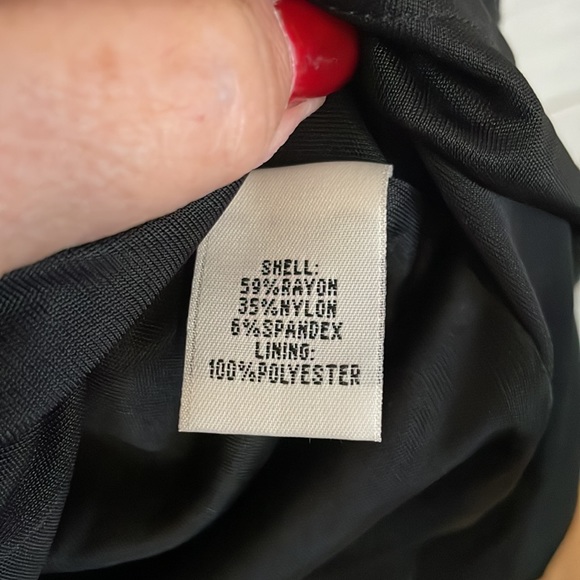 SHELL:
59%RAYON
35%NYLON
6%SPANDEX
LINING:
100%POLYESTER